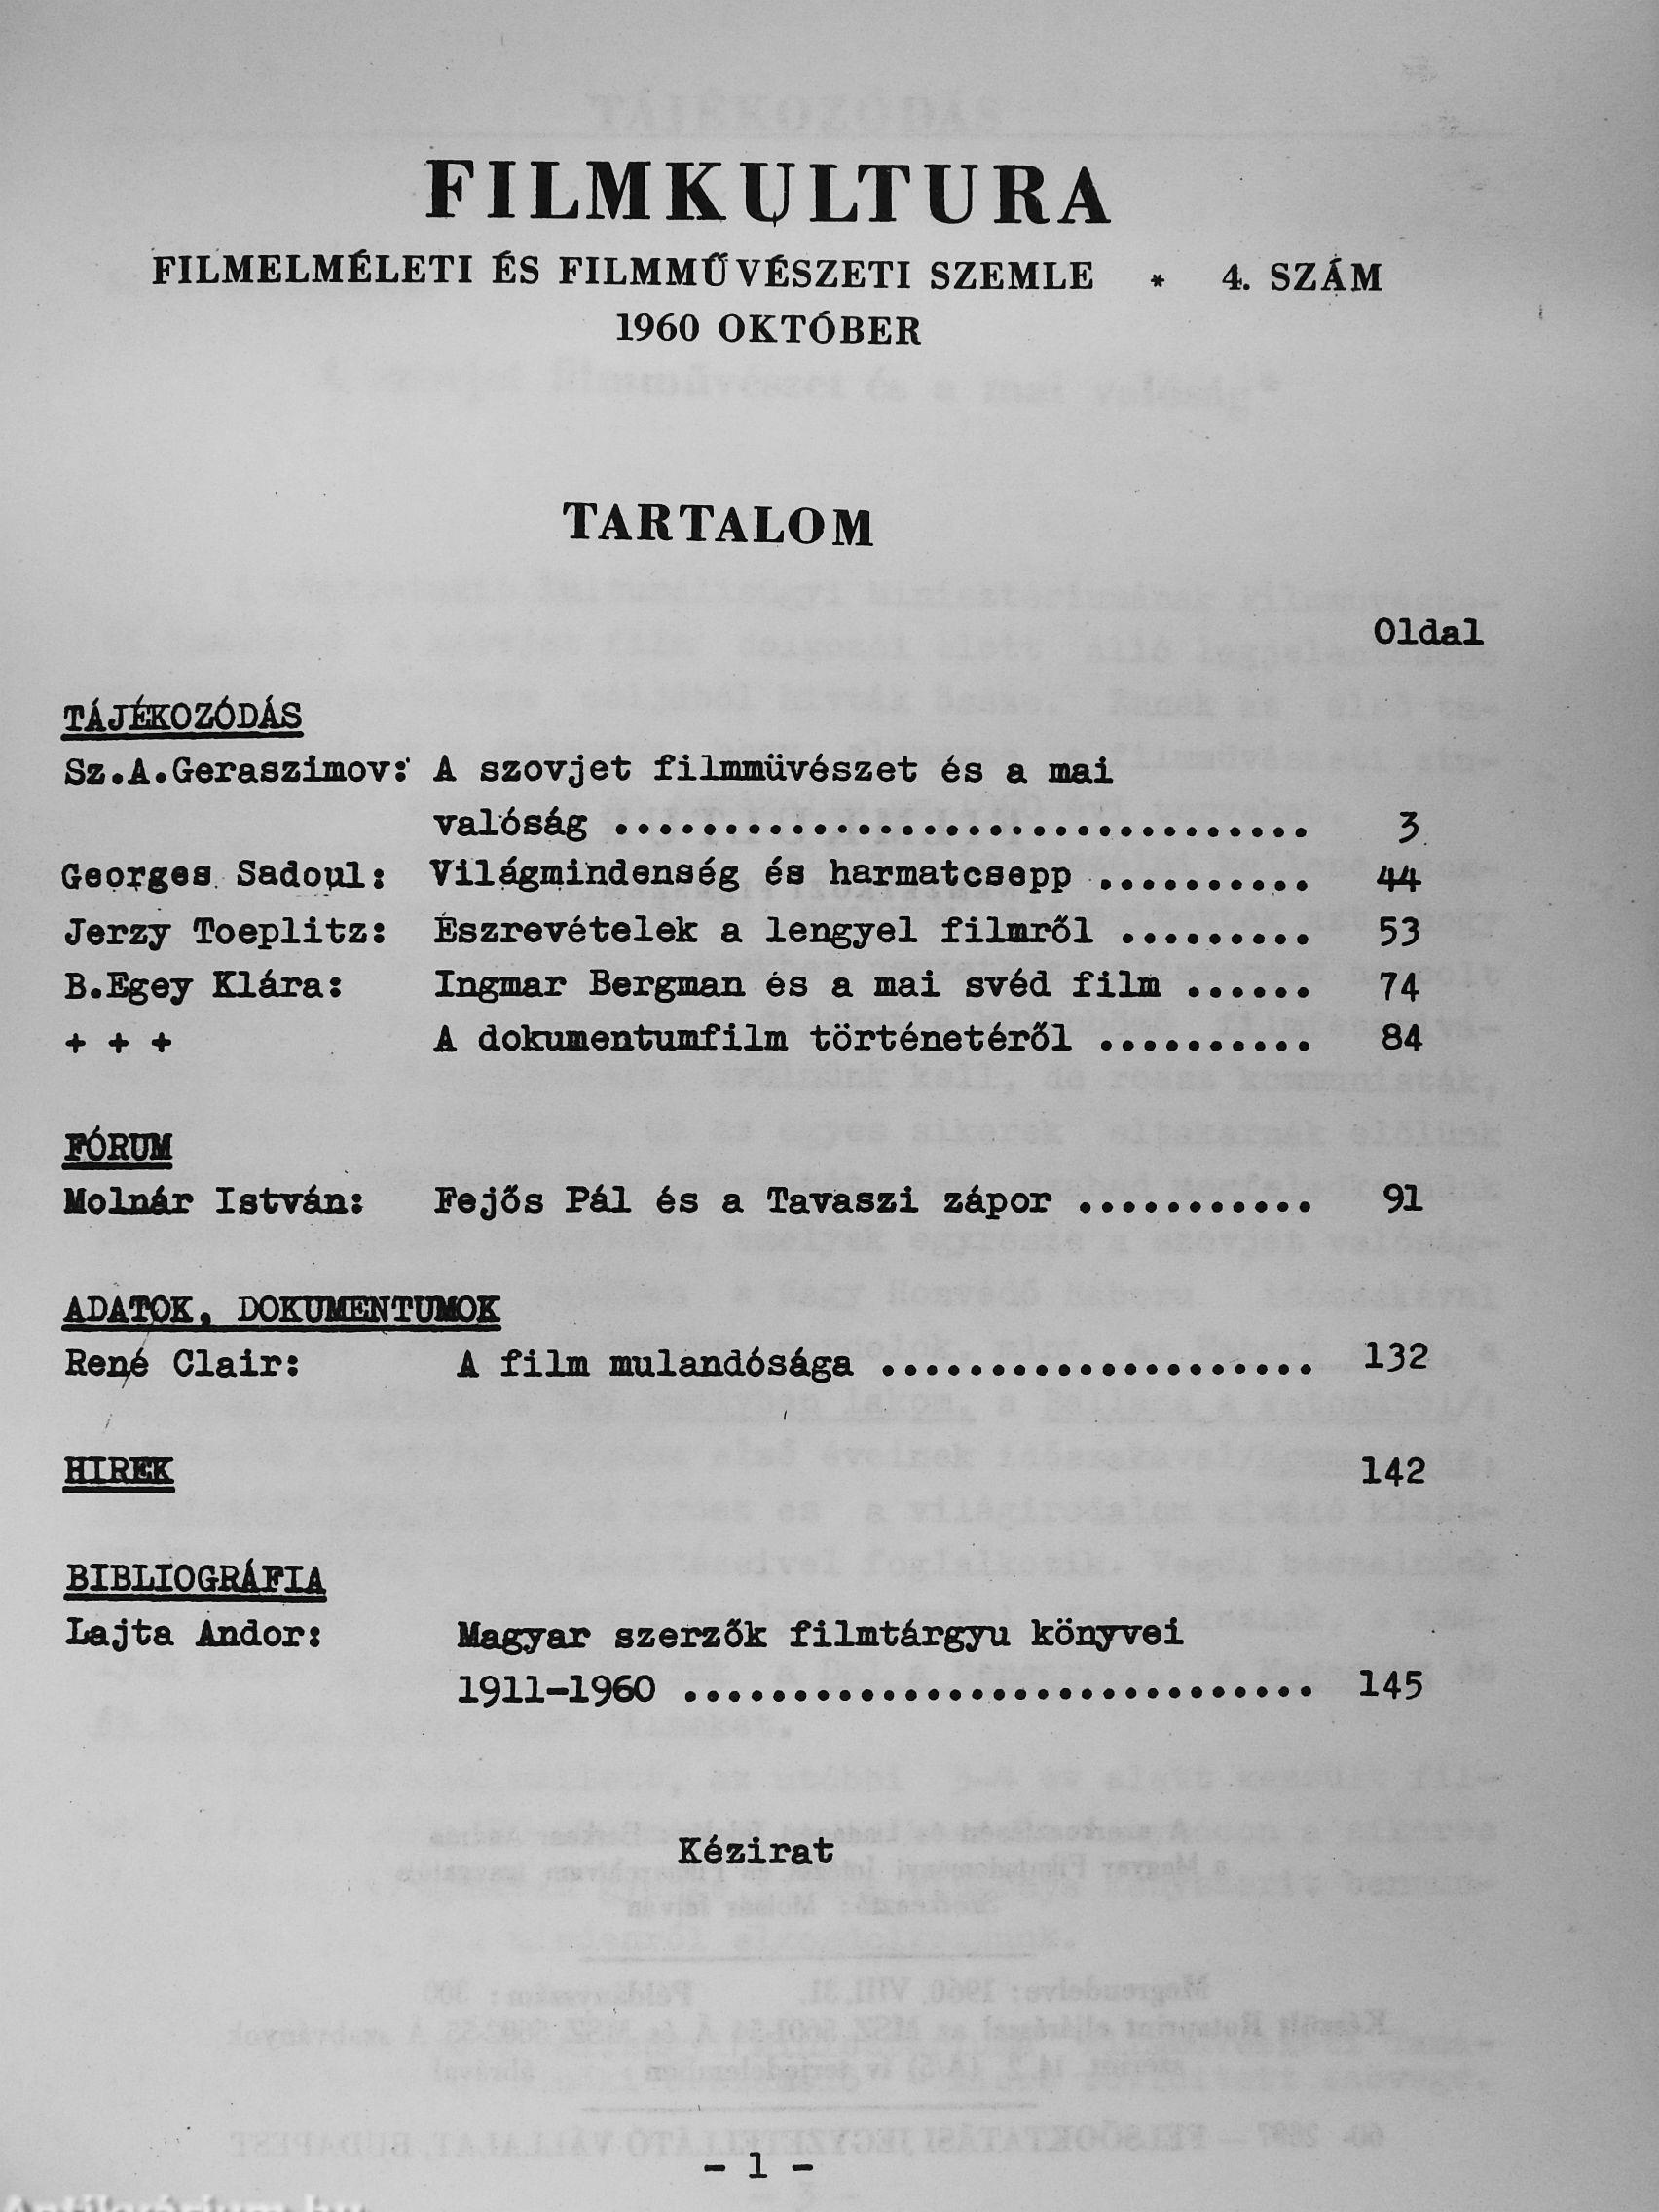 FILMKULTURA
FILMELMÉLETI ÉS FILMMŰVÉSZETI SZEMLE * 4. SZÁM
1960 OKTÓBER
TARTALOM
Oldal
TÁJÉKOZÓDÁS
Sz.A.Geraszimov: A szovjet filmmüvészet és a mai
valóság ................................ 3
Georges Sadoul: Világmindenség és harmatcsepp .......... 44
Jerzy Toeplitz: Észrevételek a lengyel filmről ......... 53
B.Egey Klára: Ingmar Bergman és a mai svéd film ...... 74
+ + + A dokumentumfilm történetéről .......... 84
FÓRUM
Molnár István: Fejős Pál és a Tavaszi zápor ........... 91
ADATOK, DOKUMENTUMOK
René Clair: A film mulandósága .................... 132
HIREK 142
BIBLIOGRÁFIA
Lajta Andor: Magyar szerzők filmtárgyu könyvei
1911-1960 ............................. 145
Kézirat
- 1 -